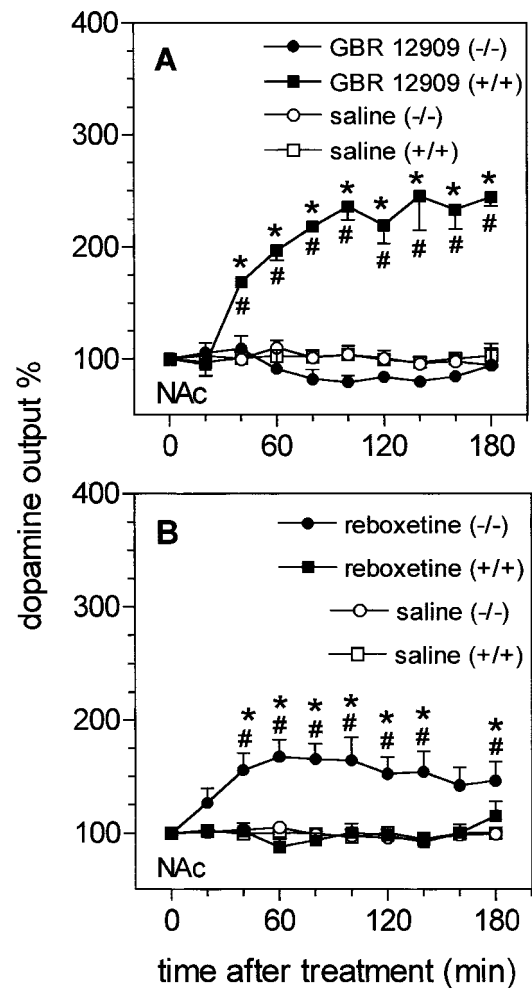 A
400
300
200
100
GBR 12909 (-/-)
GBR 12909 (+/+)
saline (-/-)
saline (+/+)
* * * * * * * *
# # # # # # # #
NAc
0 60 120 180
dopamine output %
B
400
300
200
100
reboxetine (-/-)
reboxetine (+/+)
saline (-/-)
saline (+/+)
* * * * * * *
# # # # # # #
NAc
0 60 120 180
time after treatment (min)